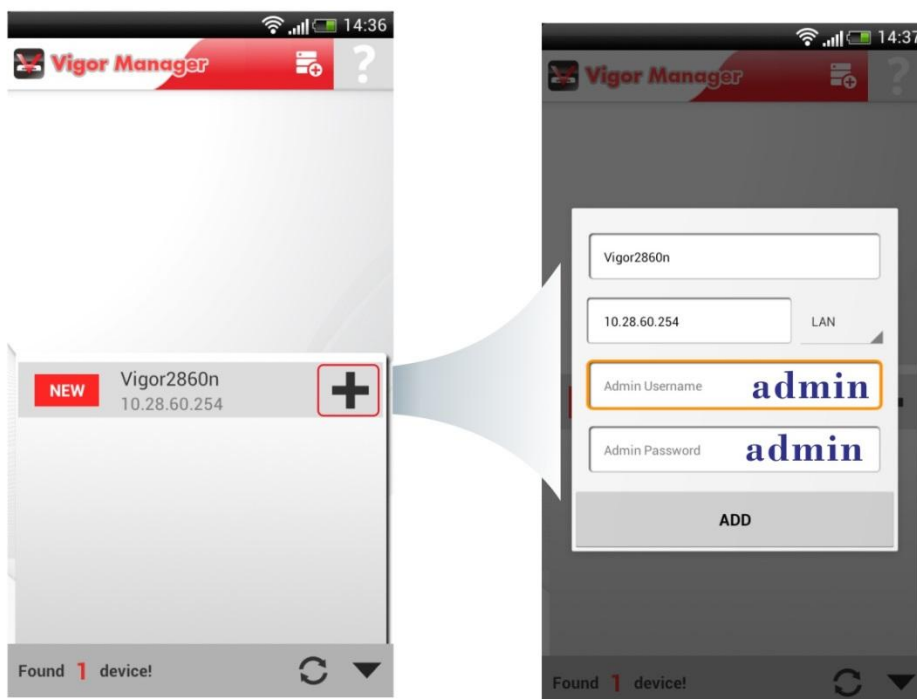 14:36
Vigor Manager
?
NEW
Vigor2860n
10.28.60.254
Found 1 device!
14:37
Vigor Manager
?
Vigor2860n
10.28.60.254 LAN
Admin Username admin
Admin Password admin
ADD
Found 1 device!